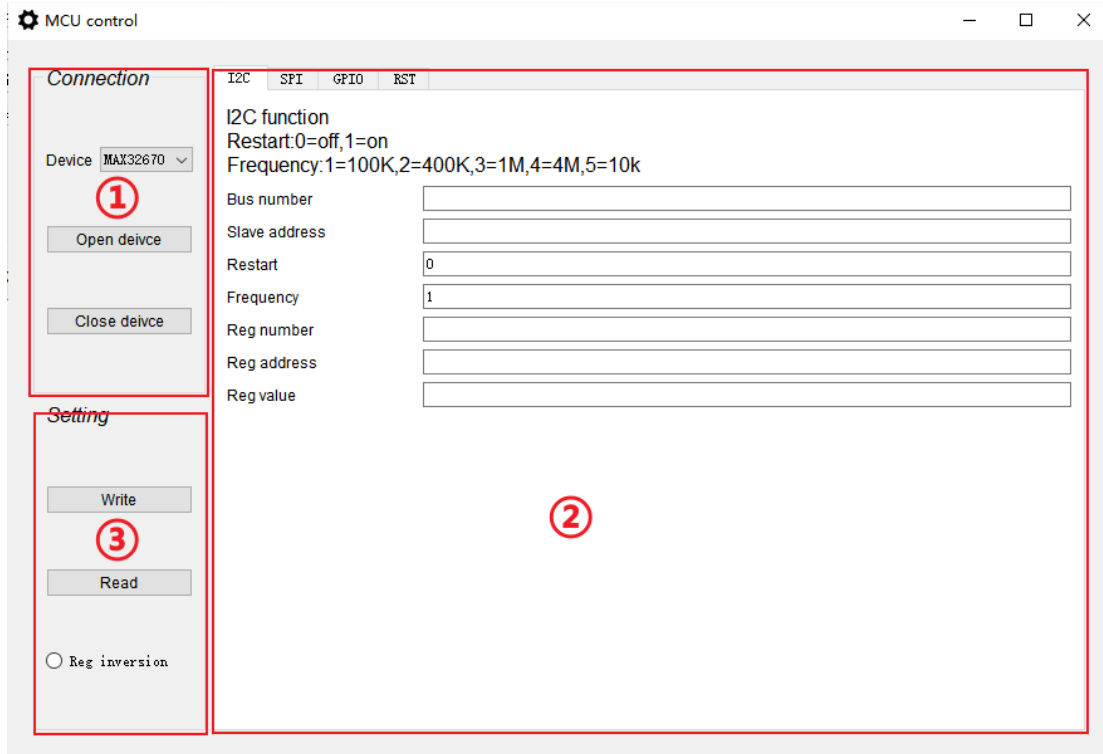 MCU control
Connection
Device MAX32670
①
Open deivce
Close deivce
I2C SPI GPIO RST
I2C function
Restart:0=off,1=on
Frequency:1=100K,2=400K,3=1M,4=4M,5=10k
Bus number
Slave address
Restart 0
Frequency 1
Reg number
Reg address
Reg value
②
Setting
Write
③
Read
Reg inversion